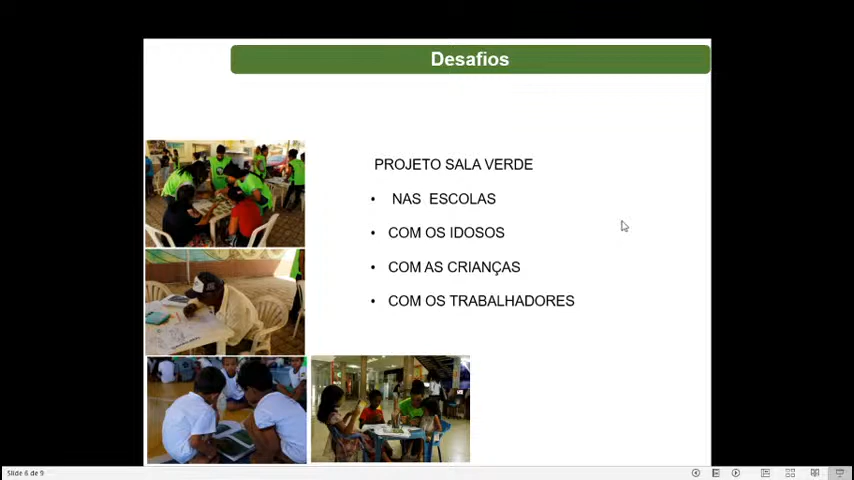 Desafios
PROJETO SALA VERDE
• NAS ESCOLAS
• COM OS IDOSOS
• COM AS CRIANÇAS
• COM OS TRABALHADORES
Slide 6 de 9